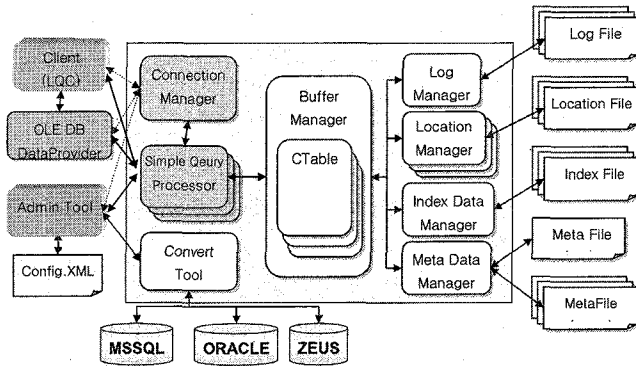 Client
(LQC)
OLE DB
DataProvider
Admin Tool
Config.XML
Connection
Manager
Simple Qeury
Processor
Convert
Tool
Buffer
Manager
CTable
Log
Manager
Location
Manager
Index Data
Manager
Meta Data
Manager
Log File
Location File
Index File
Meta File
MetaFile
MSSQL
ORACLE
ZEUS